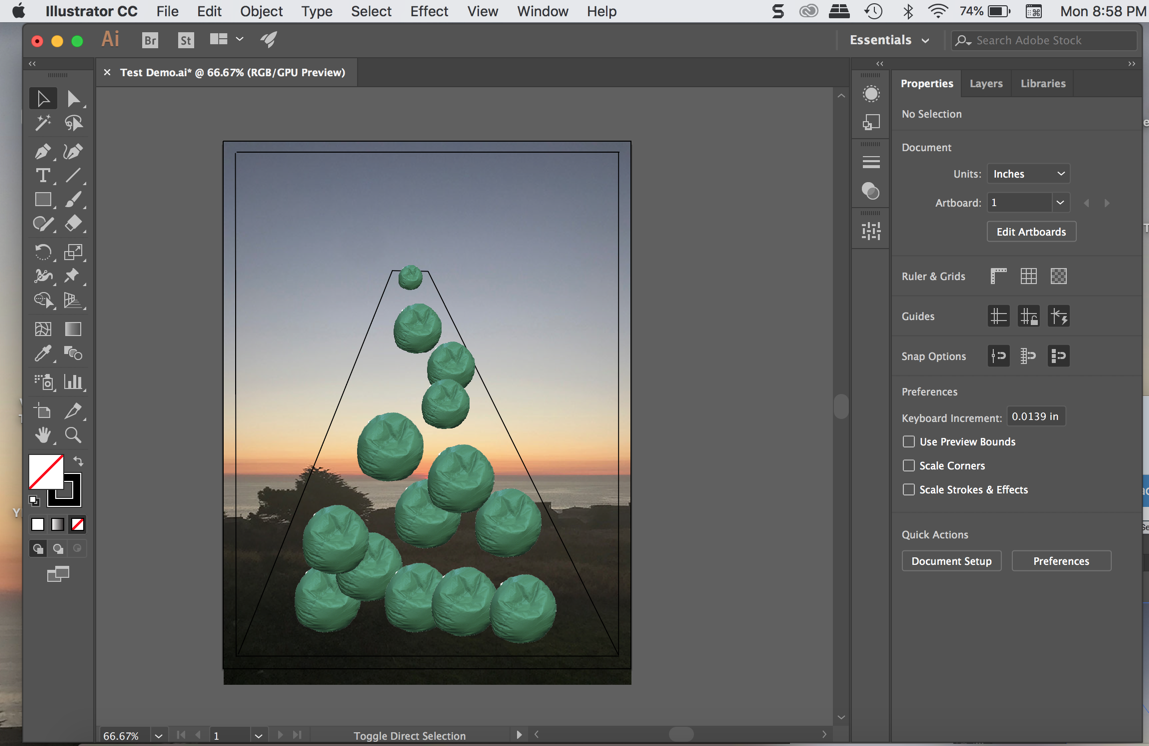 Illustrator CC File Edit Object Type Select Effect View Window Help 74% Mon 8:58 PM
Ai Br St Essentials Search Adobe Stock
Test Demo.ai* @ 66.67% (RGB/GPU Preview)
Properties Layers Libraries
No Selection
Document
Units: Inches
Artboard: 1
Edit Artboards
Ruler & Grids
Guides
Snap Options
Preferences
Keyboard Increment: 0.0139 in
Use Preview Bounds
Scale Corners
Scale Strokes & Effects
Quick Actions
Document Setup Preferences
66.67% 1 Toggle Direct Selection